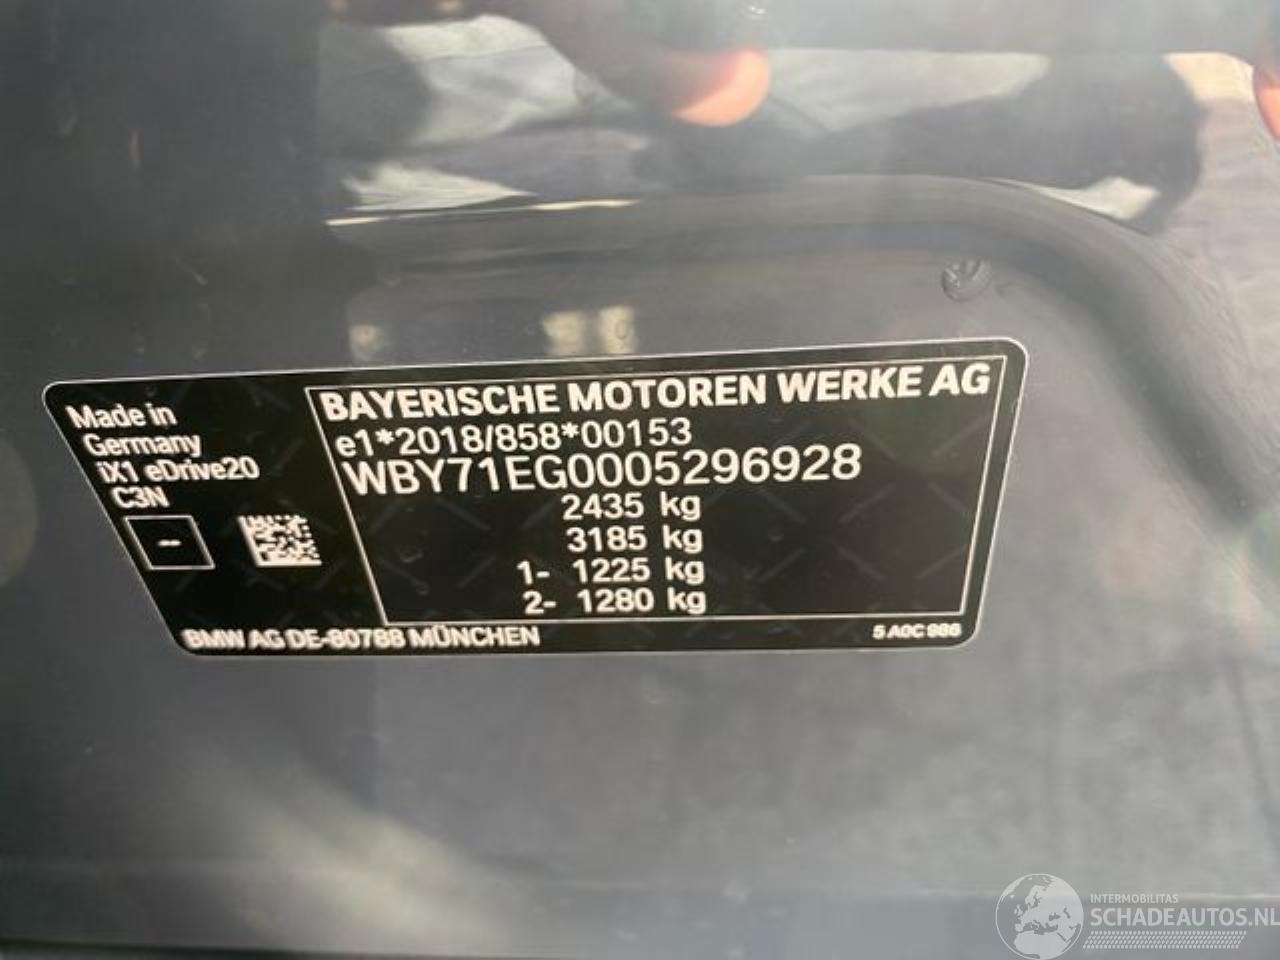 BAYERISCHE MOTOREN WERKE AG
e1*2018/858*00153
WBY71EG0005296928
2435 kg
3185 kg
1- 1225 kg
2- 1280 kg
Made in
Germany
iX1 eDrive20
C3N
--
BMW AG DE-80788 MÜNCHEN
5 A0C 986
INTERMOBILITAS
SCHADEAUTOS.NL